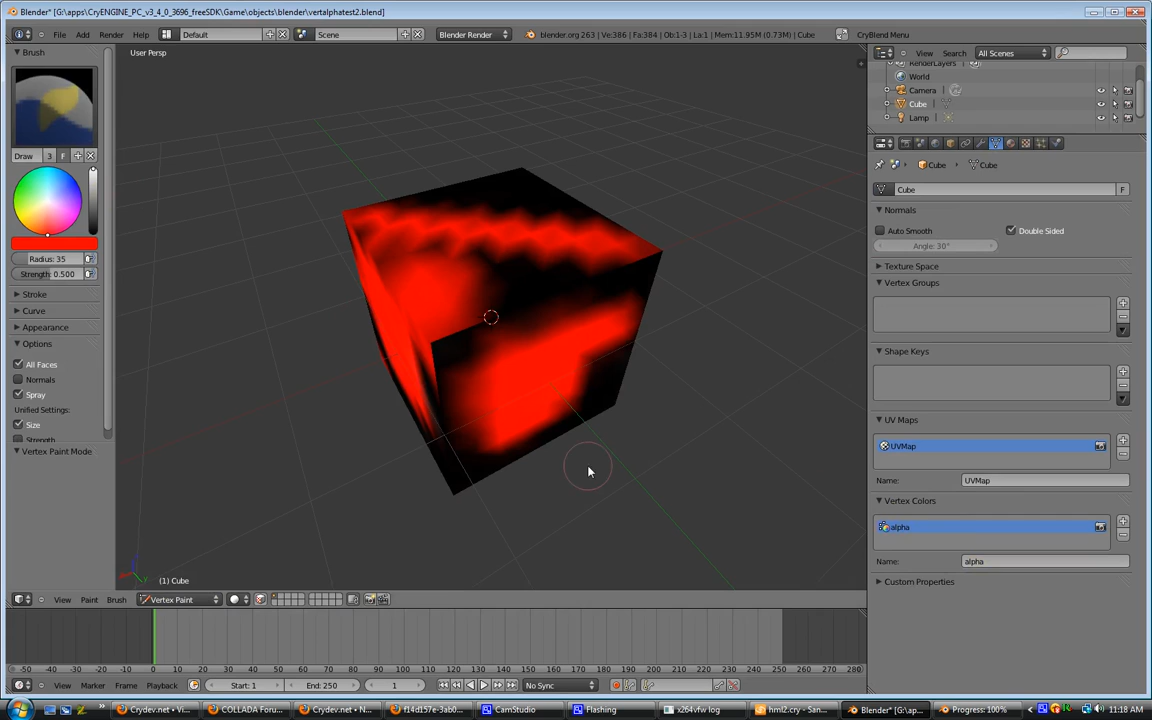 Blender* [G:\apps\CryENGINE_PC_v3_4_0_3696_freeSDK\Game\objects\blender\vertalphatest2.blend]
File Add Render Help Default Scene Blender Render blender.org 263 | Ve:386 | Fa:384 | Ob:1-3 | La:1 | Mem:11.95M (0.73M) | Cube CryBlend Menu
Brush
User Persp
View Search All Scenes
RenderLayers
World
Camera
Cube
Lamp
Draw 3 F
Cube Cube
Cube F
Normals
Auto Smooth Double Sided
Angle: 30°
Radius: 35
Strength: 0.500
Texture Space
Vertex Groups
Stroke
Curve
Appearance
Options
Shape Keys
All Faces
Normals
Spray
Unified Settings:
Size
Strength
Vertex Paint Mode
UV Maps
UVMap
Name: UVMap
Vertex Colors
alpha
Name: alpha
Custom Properties
(1) Cube
View Paint Brush Vertex Paint
-50 -40 -30 -20 -10 0 10 20 30 40 50 60 70 80 90 100 110 120 130 140 150 160 170 180 190 200 210 220 230 240 250 260 270 280
View Marker Frame Playback Start: 1 End: 250 1 No Sync
Crydev.net • Vi... COLLADA Foru... Crydev.net • N... f14d157e-3ab0... CamStudio Flashing x264vfw log hml2.cry - San... Blender* [G:\ap... Progress: 100% 11:18 AM